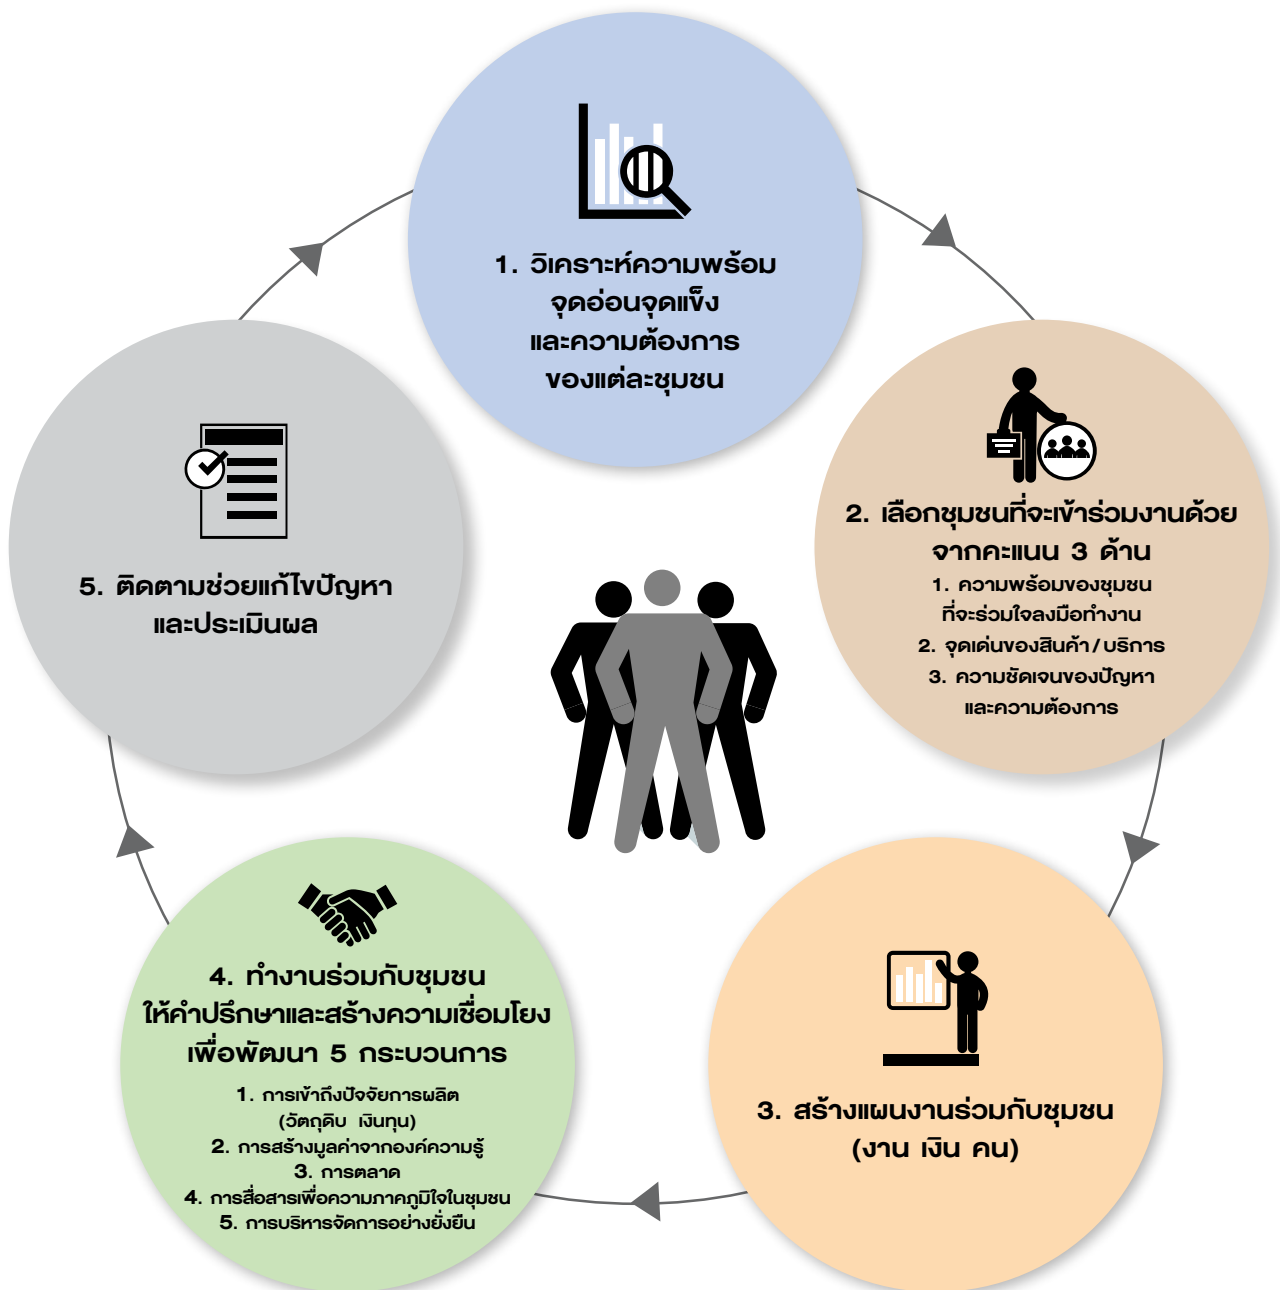 1. วิเคราะห์ความพร้อม
จุดอ่อนจุดแข็ง
และความต้องการ
ของแต่ละชุมชน
2. เลือกชุมชนที่จะเข้าร่วมงานด้วย
จากคะแนน 3 ด้าน
1. ความพร้อมของชุมชน
ที่จะร่วมใจลงมือทำงาน
2. จุดเด่นของสินค้า/บริการ
3. ความชัดเจนของปัญหา
และความต้องการ
3. สร้างแผนงานร่วมกับชุมชน
(งาน เงิน คน)
4. ทำงานร่วมกับชุมชน
ให้คำปรึกษาและสร้างความเชื่อมโยง
เพื่อพัฒนา 5 กระบวนการ
1. การเข้าถึงปัจจัยการผลิต
(วัตถุดิบ เงินทุน)
2. การสร้างมูลค่าจากองค์ความรู้
3. การตลาด
4. การสื่อสารเพื่อความภาคภูมิใจในชุมชน
5. การบริหารจัดการอย่างยั่งยืน
5. ติดตามช่วยแก้ไขปัญหา
และประเมินผล